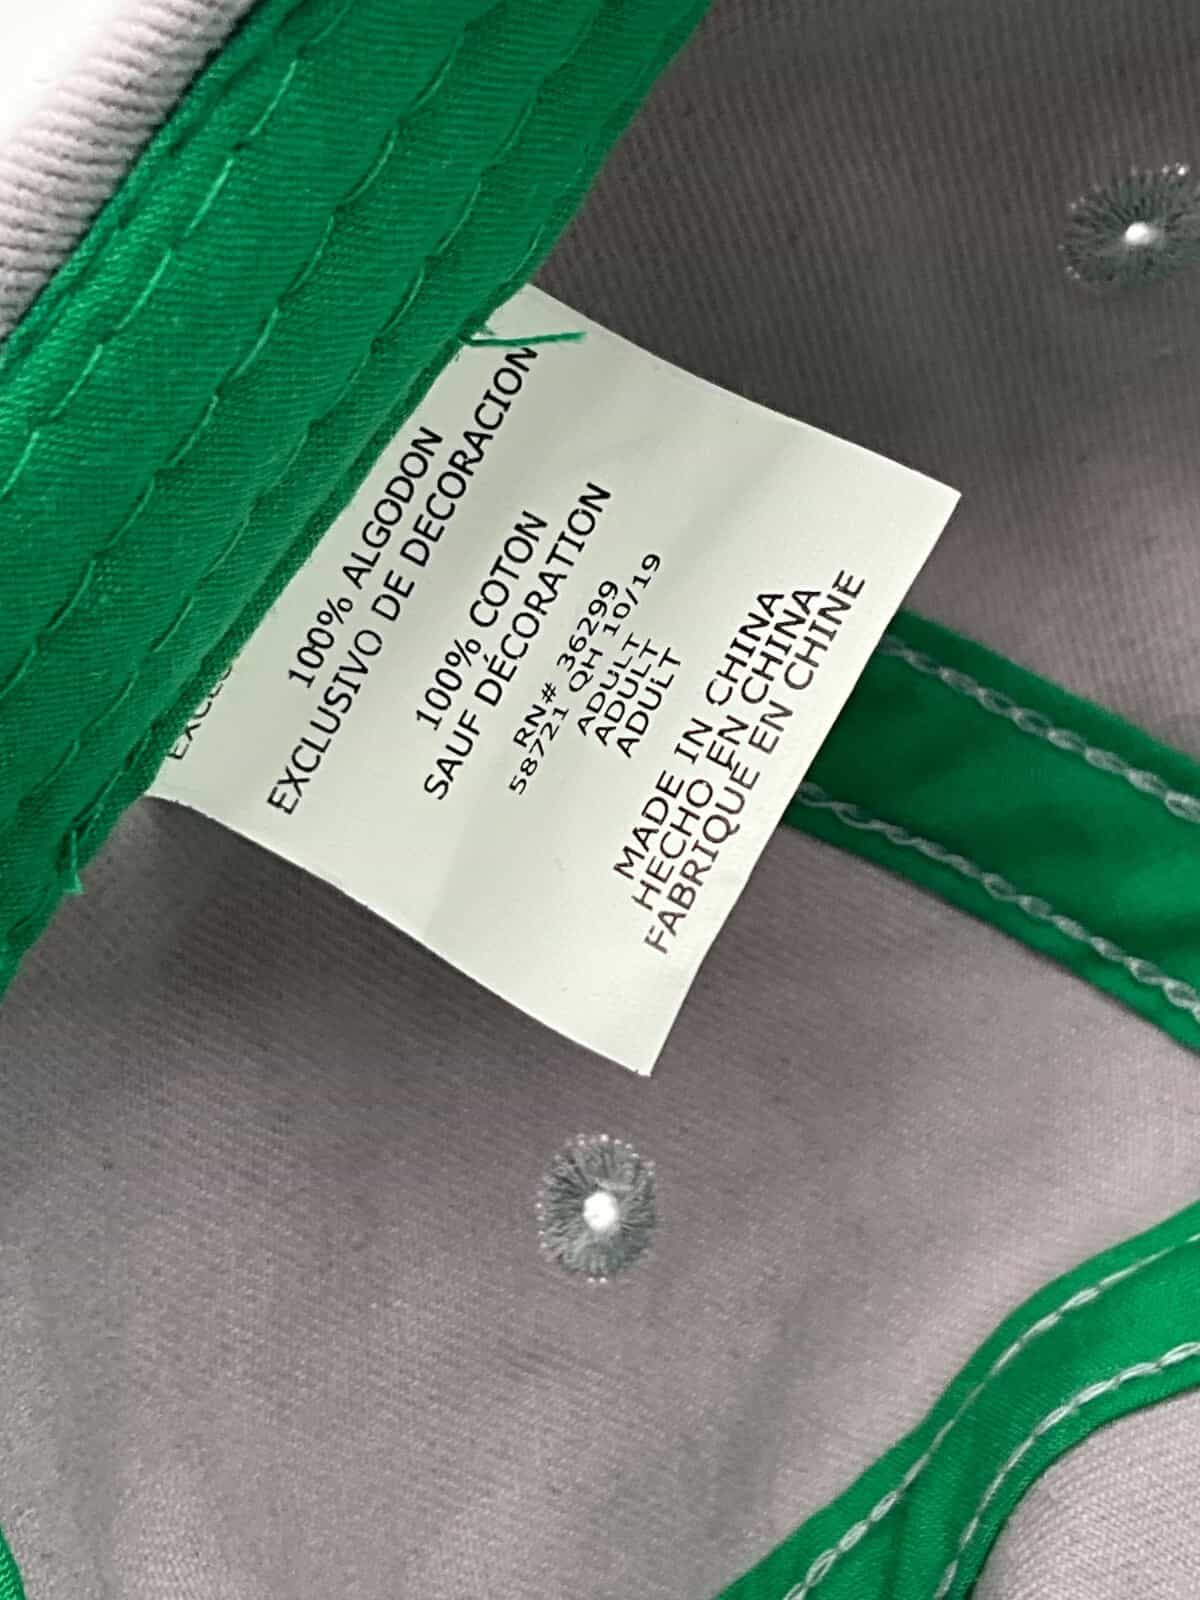 100% ALGODON
EXCLUSIVO DE DECORACION
100% COTON
SAUF DÉCORATION
RN# 36299
58721 QH 10/19
ADULT
ADULT
ADULT
MADE IN CHINA
HECHO EN CHINA
FABRIQUE EN CHINE